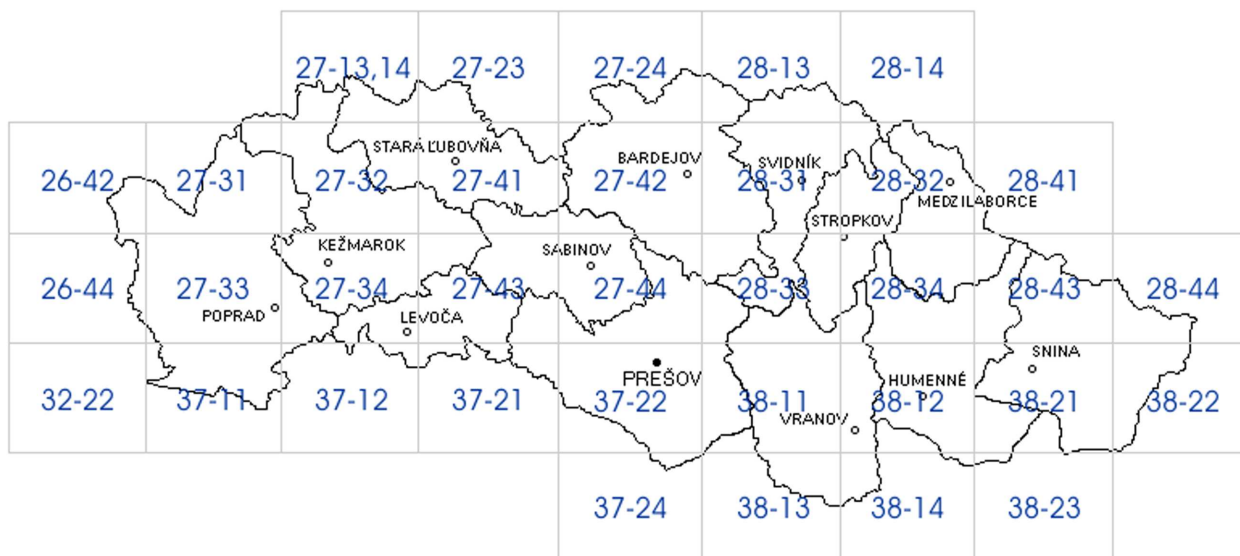 27-13,14 27-23 27-24 28-13 28-14
STARÁ ĽUBOVŇA
BARDEJOV
SVIDNÍK
26-42 27-31 27-32 27-41 27-42 28-31 28-32 28-41
MEDZILABORCE
STROPKOV
KEŽMAROK
SABINOV
26-44 27-33 27-34 27-43 27-44 28-33 28-34 28-43 28-44
POPRAD
LEVOČA
SNINA
PREŠOV
HUMENNÉ
32-22 37-11 37-12 37-21 37-22 38-11 38-12 38-21 38-22
VRANOV
37-24 38-13 38-14 38-23